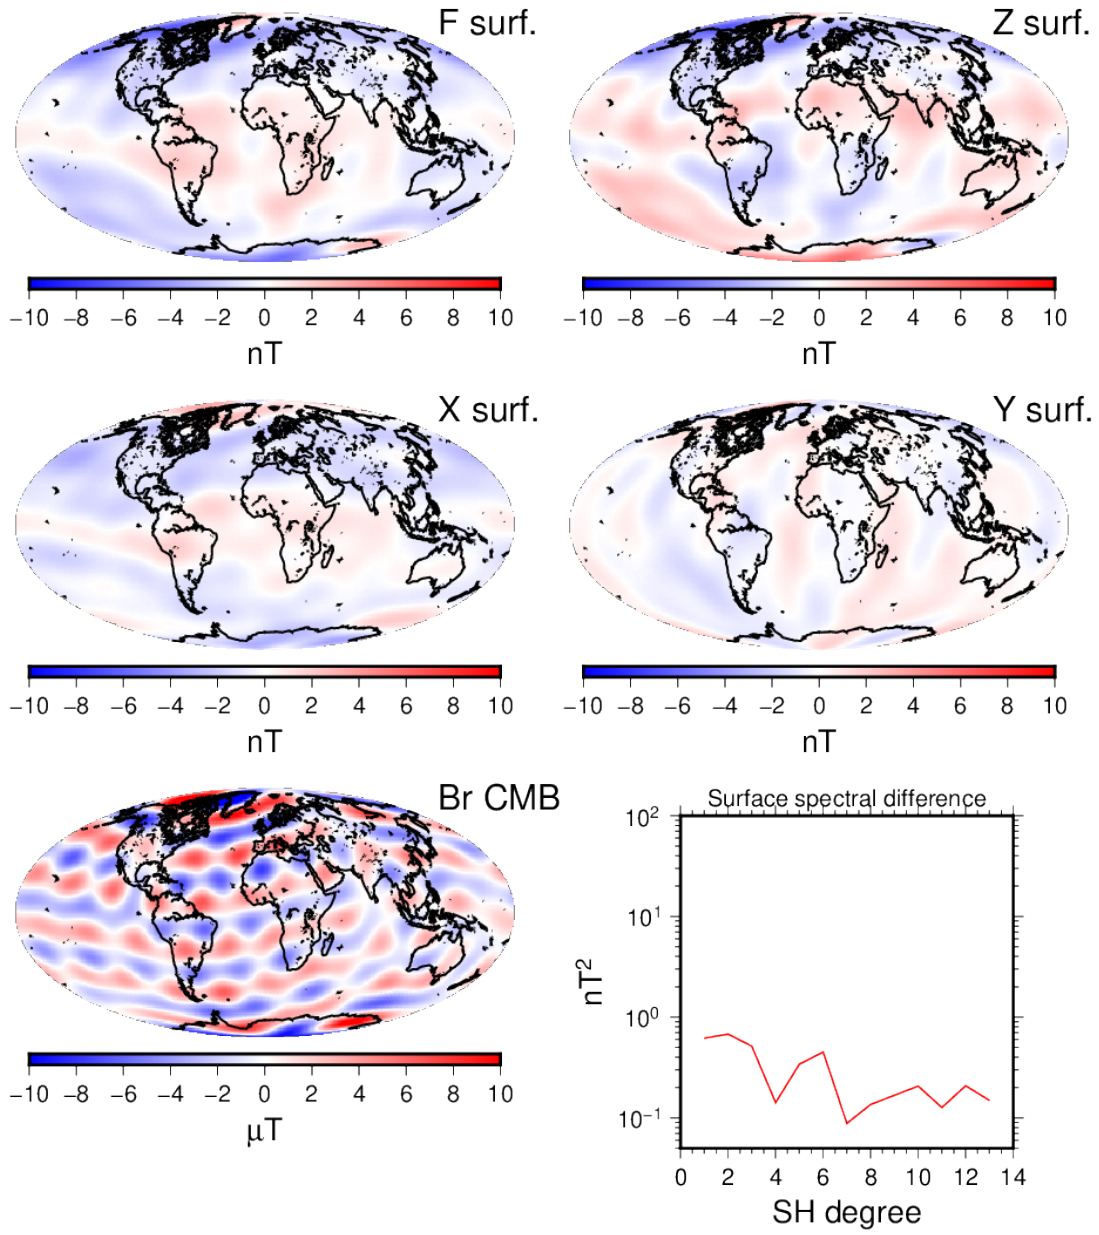 F surf.
Z surf.
−10 −8 −6 −4 −2 0 2 4 6 8 10
nT
−10 −8 −6 −4 −2 0 2 4 6 8 10
nT
X surf.
Y surf.
−10 −8 −6 −4 −2 0 2 4 6 8 10
nT
−10 −8 −6 −4 −2 0 2 4 6 8 10
nT
Br CMB
−10 −8 −6 −4 −2 0 2 4 6 8 10
μT
Surface spectral difference
10²
10¹
10⁰
10⁻¹
nT²
0 2 4 6 8 10 12 14
SH degree